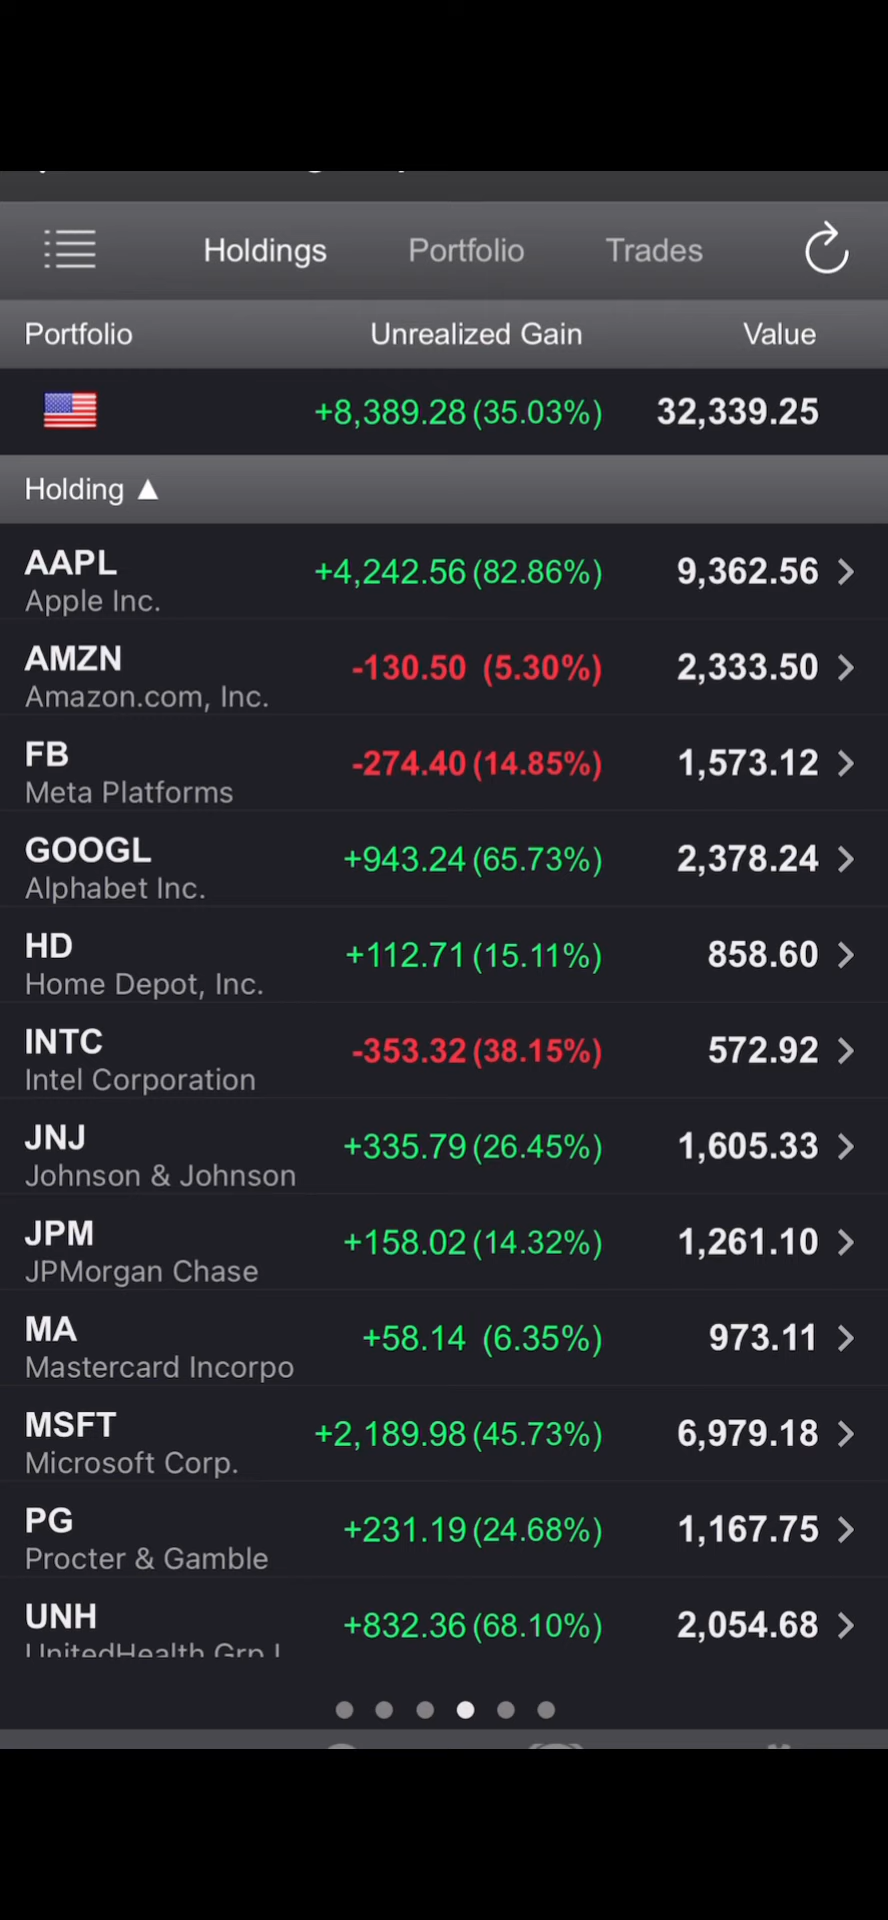 Holdings Portfolio Trades
Portfolio Unrealized Gain Value
+8,389.28 (35.03%) 32,339.25
Holding ▲
AAPL +4,242.56 (82.86%) 9,362.56
Apple Inc.
AMZN -130.50 (5.30%) 2,333.50
Amazon.com, Inc.
FB -274.40 (14.85%) 1,573.12
Meta Platforms
GOOGL +943.24 (65.73%) 2,378.24
Alphabet Inc.
HD +112.71 (15.11%) 858.60
Home Depot, Inc.
INTC -353.32 (38.15%) 572.92
Intel Corporation
JNJ +335.79 (26.45%) 1,605.33
Johnson & Johnson
JPM +158.02 (14.32%) 1,261.10
JPMorgan Chase
MA +58.14 (6.35%) 973.11
Mastercard Incorpo
MSFT +2,189.98 (45.73%) 6,979.18
Microsoft Corp.
PG +231.19 (24.68%) 1,167.75
Procter & Gamble
UNH +832.36 (68.10%) 2,054.68
UnitedHealth Grp I